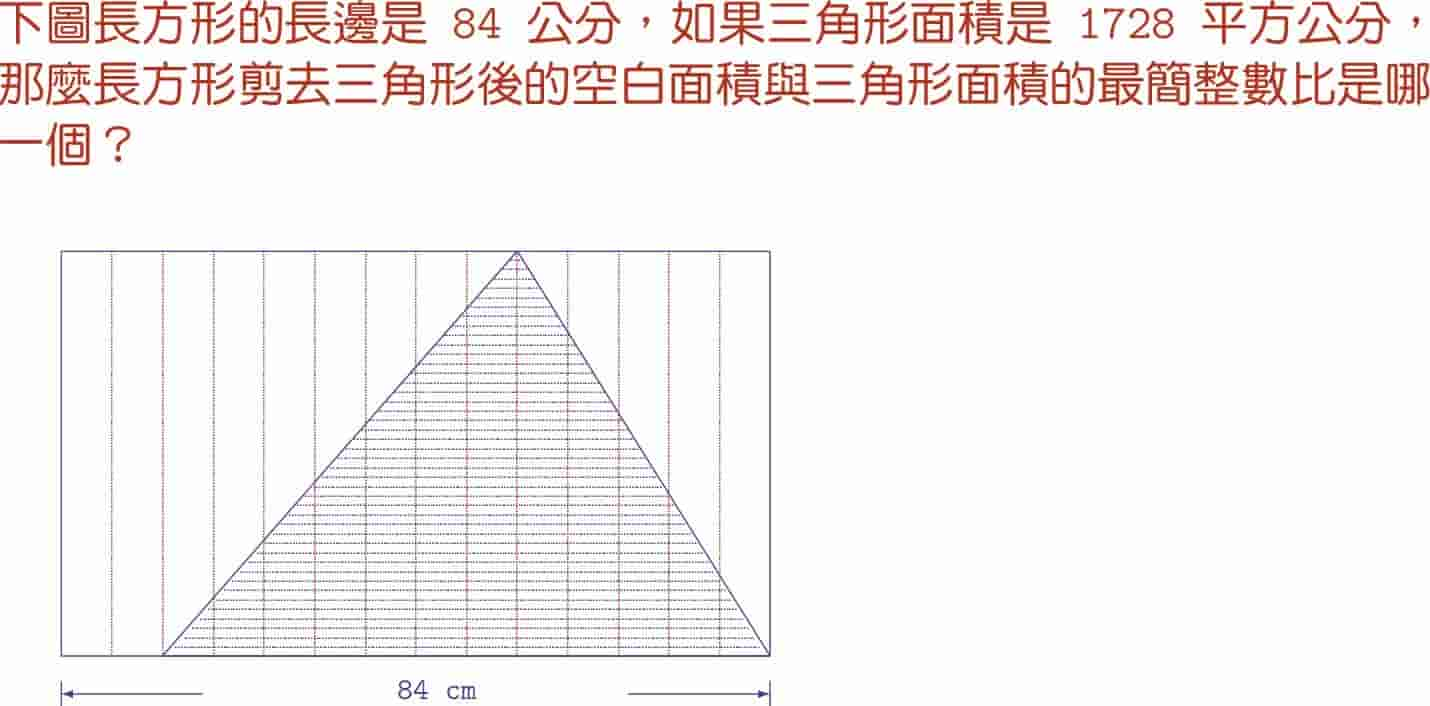 下圖長方形的長邊是 84 公分，如果三角形面積是 1728 平方公分，
那麼長方形剪去三角形後的空白面積與三角形面積的最簡整數比是哪
一個？
84 cm